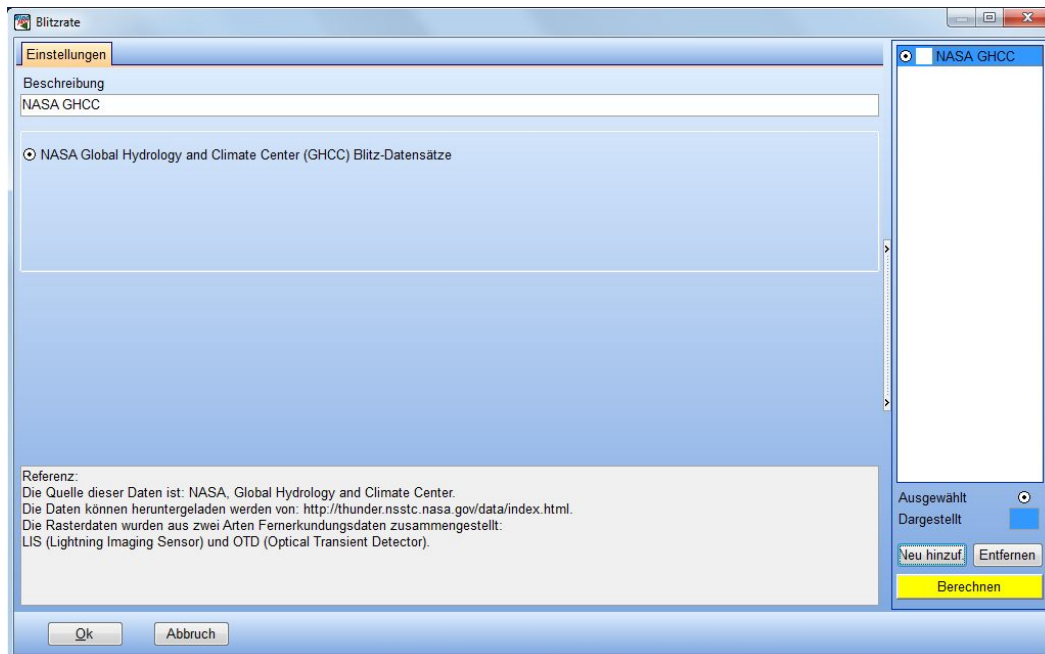 Blitzrate
Einstellungen
Beschreibung
NASA GHCC
NASA Global Hydrology and Climate Center (GHCC) Blitz-Datensätze
Referenz:
Die Quelle dieser Daten ist: NASA, Global Hydrology and Climate Center.
Die Daten können heruntergeladen werden von: http://thunder.nsstc.nasa.gov/data/index.html.
Die Rasterdaten wurden aus zwei Arten Fernerkundungsdaten zusammengestellt:
LIS (Lightning Imaging Sensor) und OTD (Optical Transient Detector).
Ok
Abbruch
NASA GHCC
Ausgewählt
Dargestellt
Neu hinzuf.
Entfernen
Berechnen